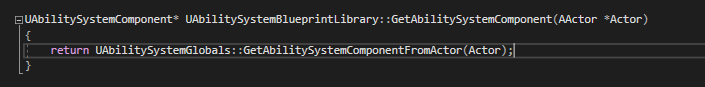 UAbilitySystemComponent* UAbilitySystemBlueprintLibrary::GetAbilitySystemComponent(AActor *Actor)
{
return UAbilitySystemGlobals::GetAbilitySystemComponentFromActor(Actor);
}